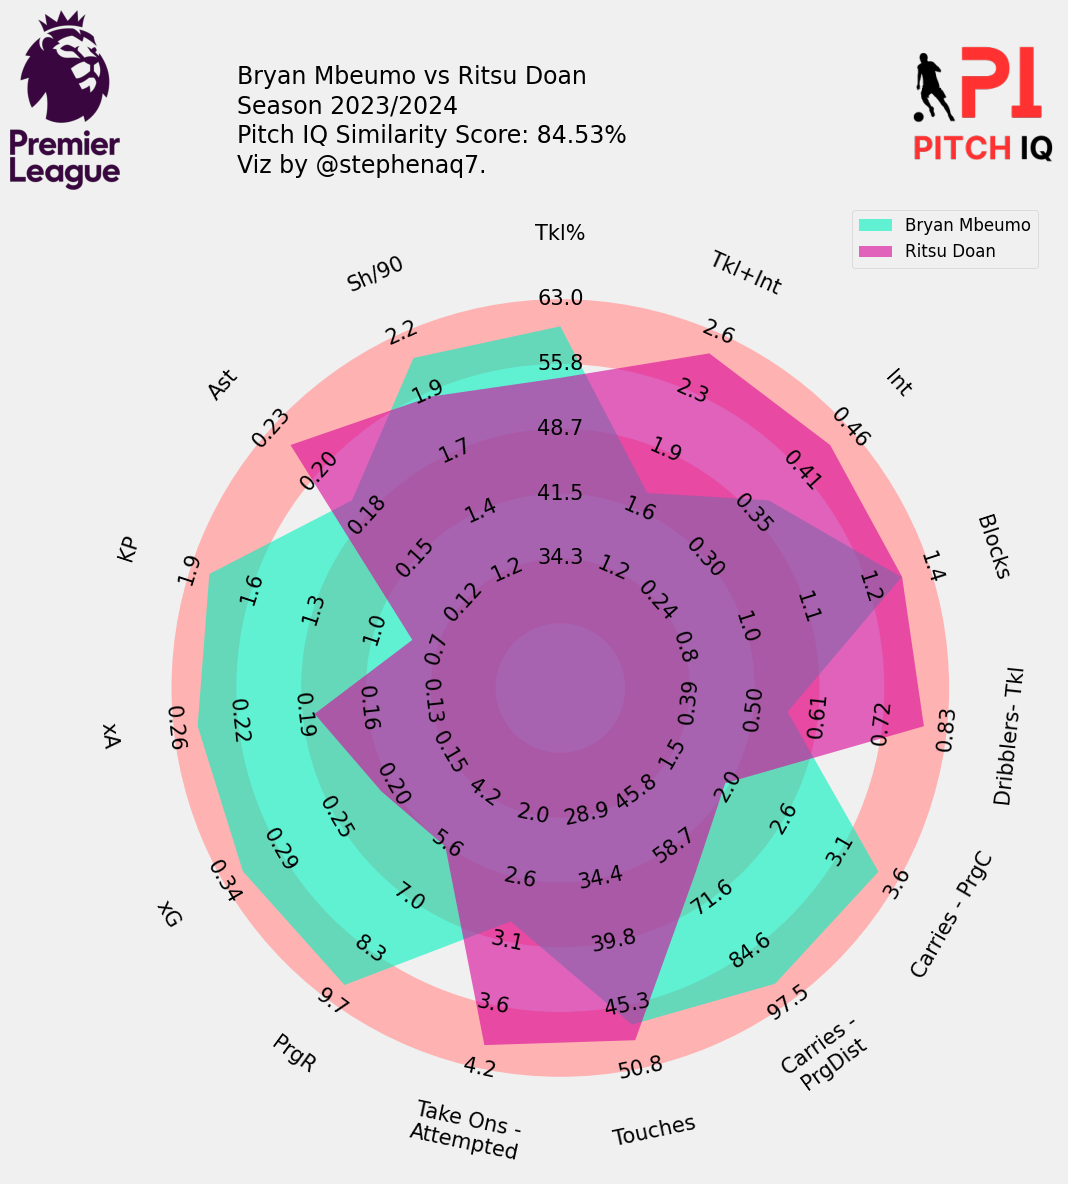 Premier
League
Bryan Mbeumo vs Ritsu Doan
Season 2023/2024
Pitch IQ Similarity Score: 84.53%
Viz by @stephenaq7.
PI
PITCH IQ
Bryan Mbeumo
Ritsu Doan
Tkl%
63.0
55.8
48.7
41.5
34.3
Tkl+Int
2.6
2.3
1.9
1.6
1.2
Int
0.46
0.41
0.35
0.30
0.24
Blocks
1.4
1.2
1.1
1.0
0.8
Dribblers- Tkl
0.83
0.72
0.61
0.50
0.39
Carries - PrgC
3.6
3.1
2.6
2.0
1.5
Carries -
PrgDist
97.5
84.6
71.6
58.7
45.8
Touches
50.8
45.3
39.8
34.4
28.9
Take Ons -
Attempted
4.2
3.6
3.1
2.6
2.0
PrgR
9.7
8.3
7.0
5.6
4.2
xG
0.34
0.29
0.25
0.20
0.15
xA
0.26
0.22
0.19
0.16
0.13
KP
1.9
1.6
1.3
1.0
0.7
Ast
0.23
0.20
0.18
0.15
0.12
Sh/90
2.2
1.9
1.7
1.4
1.2